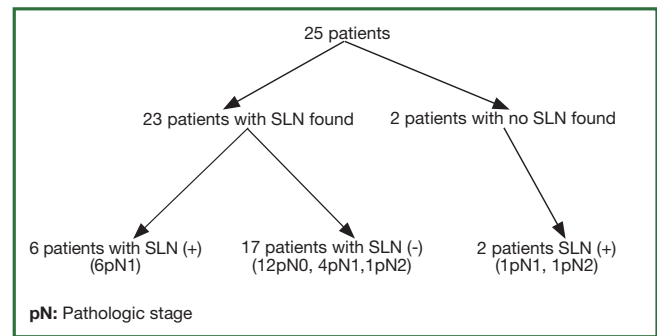 25 patients
23 patients with SLN found
2 patients with no SLN found
6 patients with SLN (+)
(6pN1)
17 patients with SLN (-)
(12pN0, 4pN1,1pN2)
2 patients SLN (+)
(1pN1, 1pN2)
pN: Pathologic stage